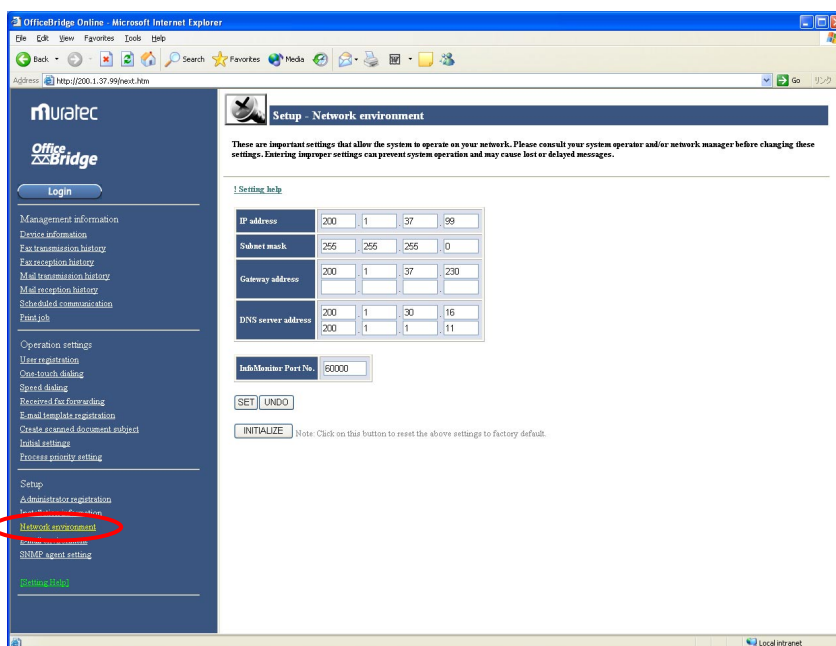 OfficeBridge Online - Microsoft Internet Explorer
File Edit View Favorites Tools Help
Back Search Favorites Media
Address http://200.1.37.99/next.htm Go リンク
muratec
Office Bridge
Login
Management information
Device information
Fax transmission history
Fax reception history
Mail transmission history
Mail reception history
Scheduled communication
Print job
Operation settings
User registration
One-touch dialing
Speed dialing
Received fax forwarding
E-mail template registration
Create scanned document subject
Initial settings
Process priority setting
Setup
Administrator registration
Installation information
Network environment
E-mail environment
SNMP agent setting
[Setting Help]
Setup - Network environment
These are important settings that allow the system to operate on your network. Please consult your system operator and/or network manager before changing these
settings. Entering improper settings can prevent system operation and may cause lost or delayed messages.
! Setting help
IP address 200 . 1 . 37 . 99
Subnet mask 255 . 255 . 255 . 0
Gateway address 200 . 1 . 37 . 230
. . .
DNS server address 200 . 1 . 30 . 16
200 . 1 . 1 . 11
InfoMonitor Port No. 60000
SET UNDO
INITIALIZE Note: Click on this button to reset the above settings to factory default.
Local intranet